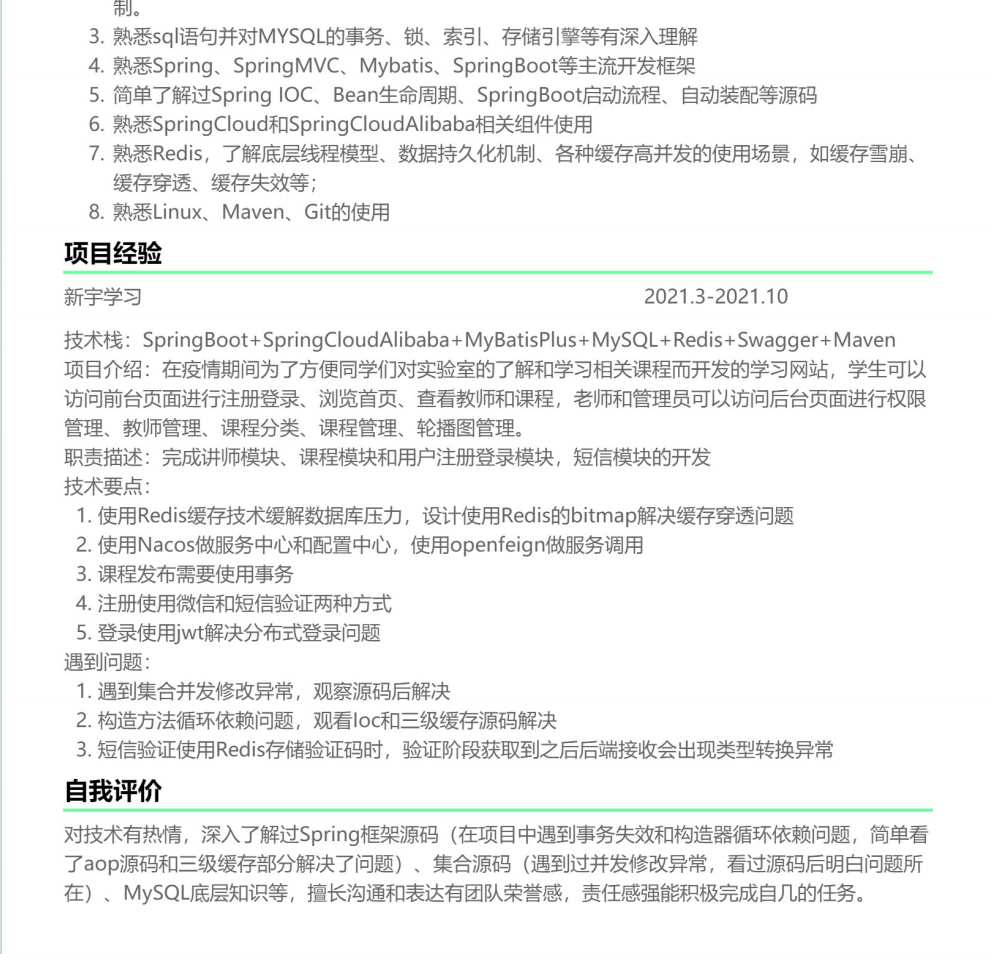 制。
3. 熟悉sql语句并对MYSQL的事务、锁、索引、存储引擎等有深入理解
4. 熟悉Spring、SpringMVC、Mybatis、SpringBoot等主流开发框架
5. 简单了解过Spring IOC、Bean生命周期、SpringBoot启动流程、自动装配等源码
6. 熟悉SpringCloud和SpringCloudAlibaba相关组件使用
7. 熟悉Redis，了解底层线程模型、数据持久化机制、各种缓存高并发的使用场景，如缓存雪崩、
缓存穿透、缓存失效等；
8. 熟悉Linux、Maven、Git的使用
项目经验
新宇学习 2021.3-2021.10
技术栈：SpringBoot+SpringCloudAlibaba+MyBatisPlus+MySQL+Redis+Swagger+Maven
项目介绍：在疫情期间为了方便同学们对实验室的了解和学习相关课程而开发的学习网站，学生可以
访问前台页面进行注册登录、浏览首页、查看教师和课程，老师和管理员可以访问后台页面进行权限
管理、教师管理、课程分类、课程管理、轮播图管理。
职责描述：完成讲师模块、课程模块和用户注册登录模块，短信模块的开发
技术要点：
1. 使用Redis缓存技术缓解数据库压力，设计使用Redis的bitmap解决缓存穿透问题
2. 使用Nacos做服务中心和配置中心，使用openfeign做服务调用
3. 课程发布需要使用事务
4. 注册使用微信和短信验证两种方式
5. 登录使用jwt解决分布式登录问题
遇到问题：
1. 遇到集合并发修改异常，观察源码后解决
2. 构造方法循环依赖问题，观看Ioc和三级缓存源码解决
3. 短信验证使用Redis存储验证码时，验证阶段获取到之后后端接收会出现类型转换异常
自我评价
对技术有热情，深入了解过Spring框架源码（在项目中遇到事务失效和构造器循环依赖问题，简单看
了aop源码和三级缓存部分解决了问题）、集合源码（遇到过并发修改异常，看过源码后明白问题所
在）、MySQL底层知识等，擅长沟通和表达有团队荣誉感，责任感强能积极完成自几的任务。